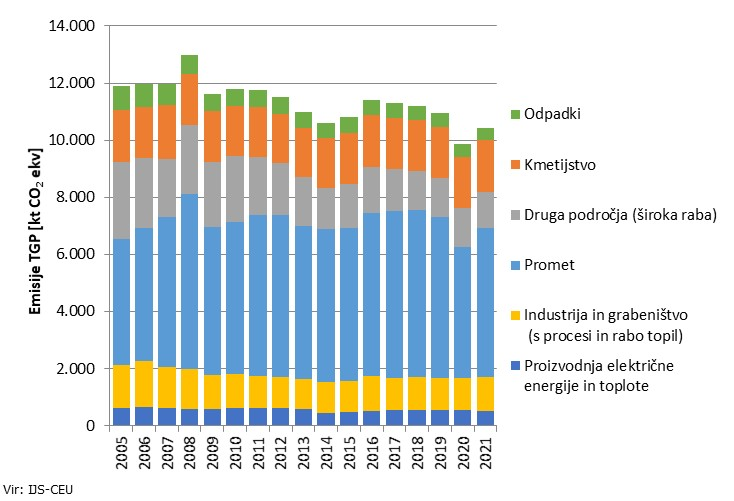 14.000
12.000
10.000
8.000
6.000
4.000
2.000
0
Emisije TGP [kt CO₂ ekv]
2005 2006 2007 2008 2009 2010 2011 2012 2013 2014 2015 2016 2017 2018 2019 2020 2021
Odpadki
Kmetijstvo
Druga področja (široka raba)
Promet
Industrija in grabeništvo
(s procesi in rabo topil)
Proizvodnja električne
energije in toplote
Vir: IJS-CEU